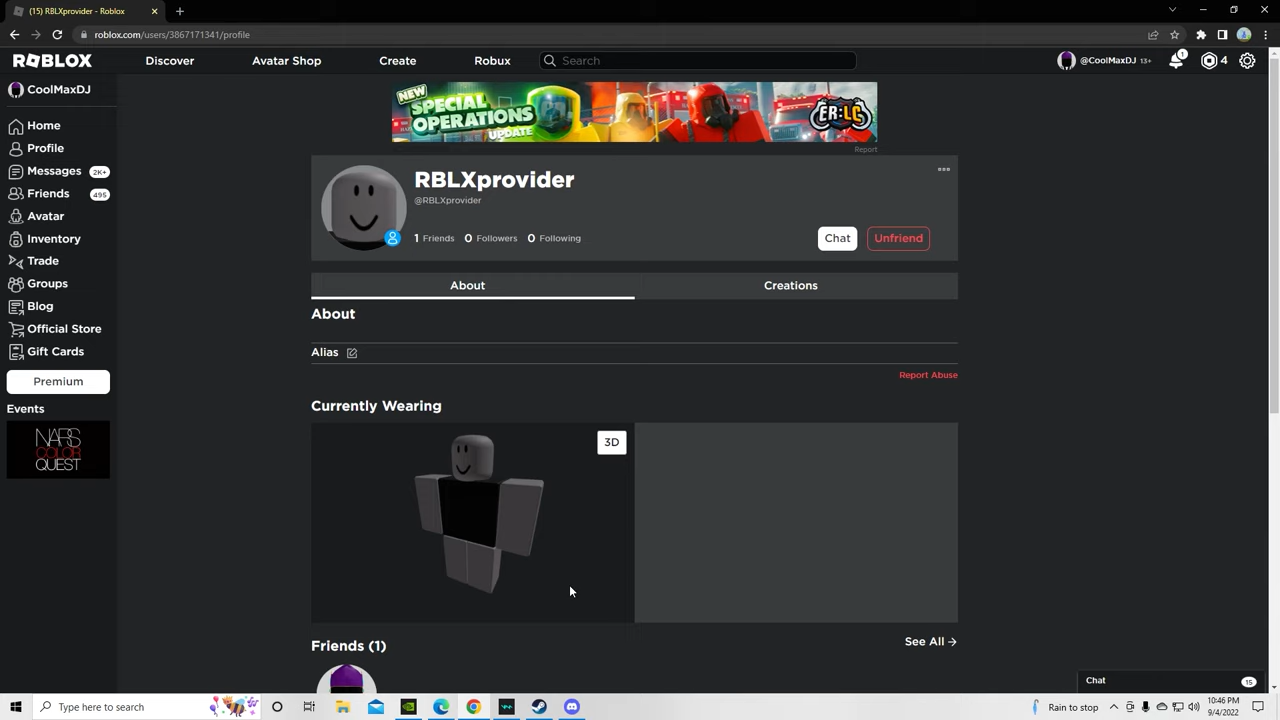 (15) RBLXprovider - Roblox
roblox.com/users/3867171341/profile
ROBLOX
Discover
Avatar Shop
Create
Robux
Search
@CoolMaxDJ 13+
1
4
CoolMaxDJ
Home
Profile
Messages 2K+
Friends 495
Avatar
Inventory
Trade
Groups
Blog
Official Store
Gift Cards
Premium
Events
NARS
COLOR
QUEST
NEW
SPECIAL
OPERATIONS
UPDATE
ER:LC
Report
RBLXprovider
@RBLXprovider
1 Friends 0 Followers 0 Following
Chat
Unfriend
About
Creations
About
Alias
Report Abuse
Currently Wearing
3D
Friends (1)
See All
Chat 15
Type here to search
Rain to stop
10:46 PM
9/4/2022